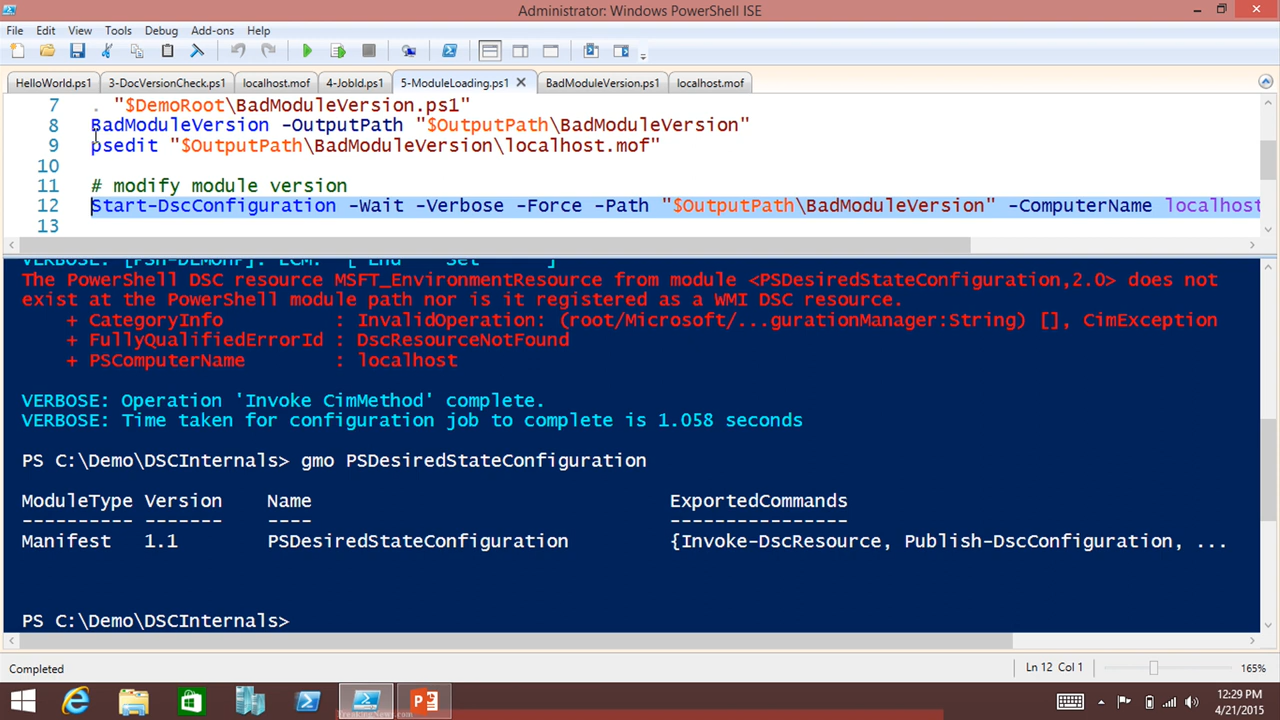 Administrator: Windows PowerShell ISE
File Edit View Tools Debug Add-ons Help
HelloWorld.ps1 3-DocVersionCheck.ps1 localhost.mof 4-JobId.ps1 5-ModuleLoading.ps1 BadModuleVersion.ps1 localhost.mof
7 . "$DemoRoot\BadModuleVersion.ps1"
8 BadModuleVersion -OutputPath "$OutputPath\BadModuleVersion"
9 psedit "$OutputPath\BadModuleVersion\localhost.mof"
10
11 # modify module version
12 Start-DscConfiguration -Wait -Verbose -Force -Path "$OutputPath\BadModuleVersion" -ComputerName localhost
13
The PowerShell DSC resource MSFT_EnvironmentResource from module <PSDesiredStateConfiguration,2.0> does not
exist at the PowerShell module path nor is it registered as a WMI DSC resource.
+ CategoryInfo : InvalidOperation: (root/Microsoft/...gurationManager:String) [], CimException
+ FullyQualifiedErrorId : DscResourceNotFound
+ PSComputerName : localhost
VERBOSE: Operation 'Invoke CimMethod' complete.
VERBOSE: Time taken for configuration job to complete is 1.058 seconds
PS C:\Demo\DSCInternals> gmo PSDesiredStateConfiguration
ModuleType Version Name ExportedCommands
---------- ------- ---- ----------------
Manifest 1.1 PSDesiredStateConfiguration {Invoke-DscResource, Publish-DscConfiguration, ...
PS C:\Demo\DSCInternals>
Completed Ln 12 Col 1 165%
12:29 PM
4/21/2015